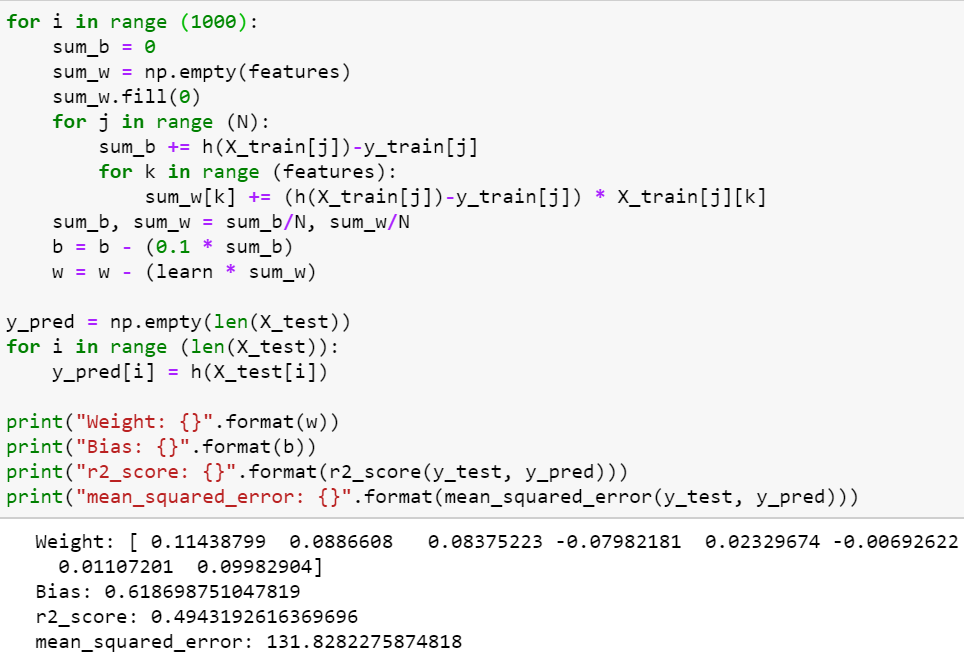 for i in range (1000):
    sum_b = 0
    sum_w = np.empty(features)
    sum_w.fill(0)
    for j in range (N):
        sum_b += h(X_train[j])-y_train[j]
        for k in range (features):
            sum_w[k] += (h(X_train[j])-y_train[j]) * X_train[j][k]
    sum_b, sum_w = sum_b/N, sum_w/N
    b = b - (0.1 * sum_b)
    w = w - (learn * sum_w)

y_pred = np.empty(len(X_test))
for i in range (len(X_test)):
    y_pred[i] = h(X_test[i])

print("Weight: {}".format(w))
print("Bias: {}".format(b))
print("r2_score: {}".format(r2_score(y_test, y_pred)))
print("mean_squared_error: {}".format(mean_squared_error(y_test, y_pred)))
Weight: [ 0.11438799  0.0886608   0.08375223 -0.07982181  0.02329674 -0.00692622
  0.01107201  0.09982904]
Bias: 0.618698751047819
r2_score: 0.4943192616369696
mean_squared_error: 131.8282275874818